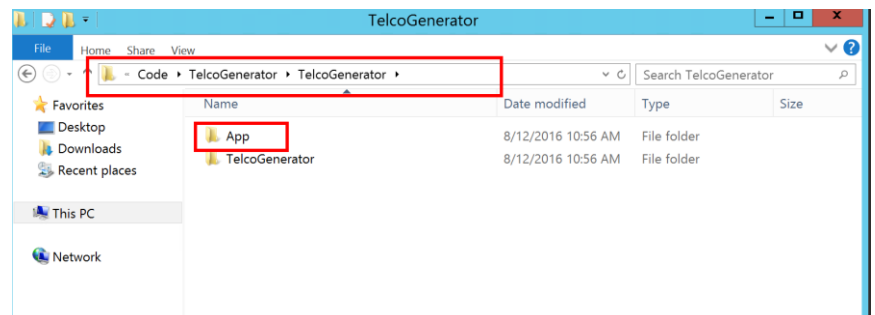 TelcoGenerator
File Home Share View
Code TelcoGenerator TelcoGenerator Search TelcoGenerator
Favorites
Desktop
Downloads
Recent places
This PC
Network
Name Date modified Type Size
App 8/12/2016 10:56 AM File folder
TelcoGenerator 8/12/2016 10:56 AM File folder